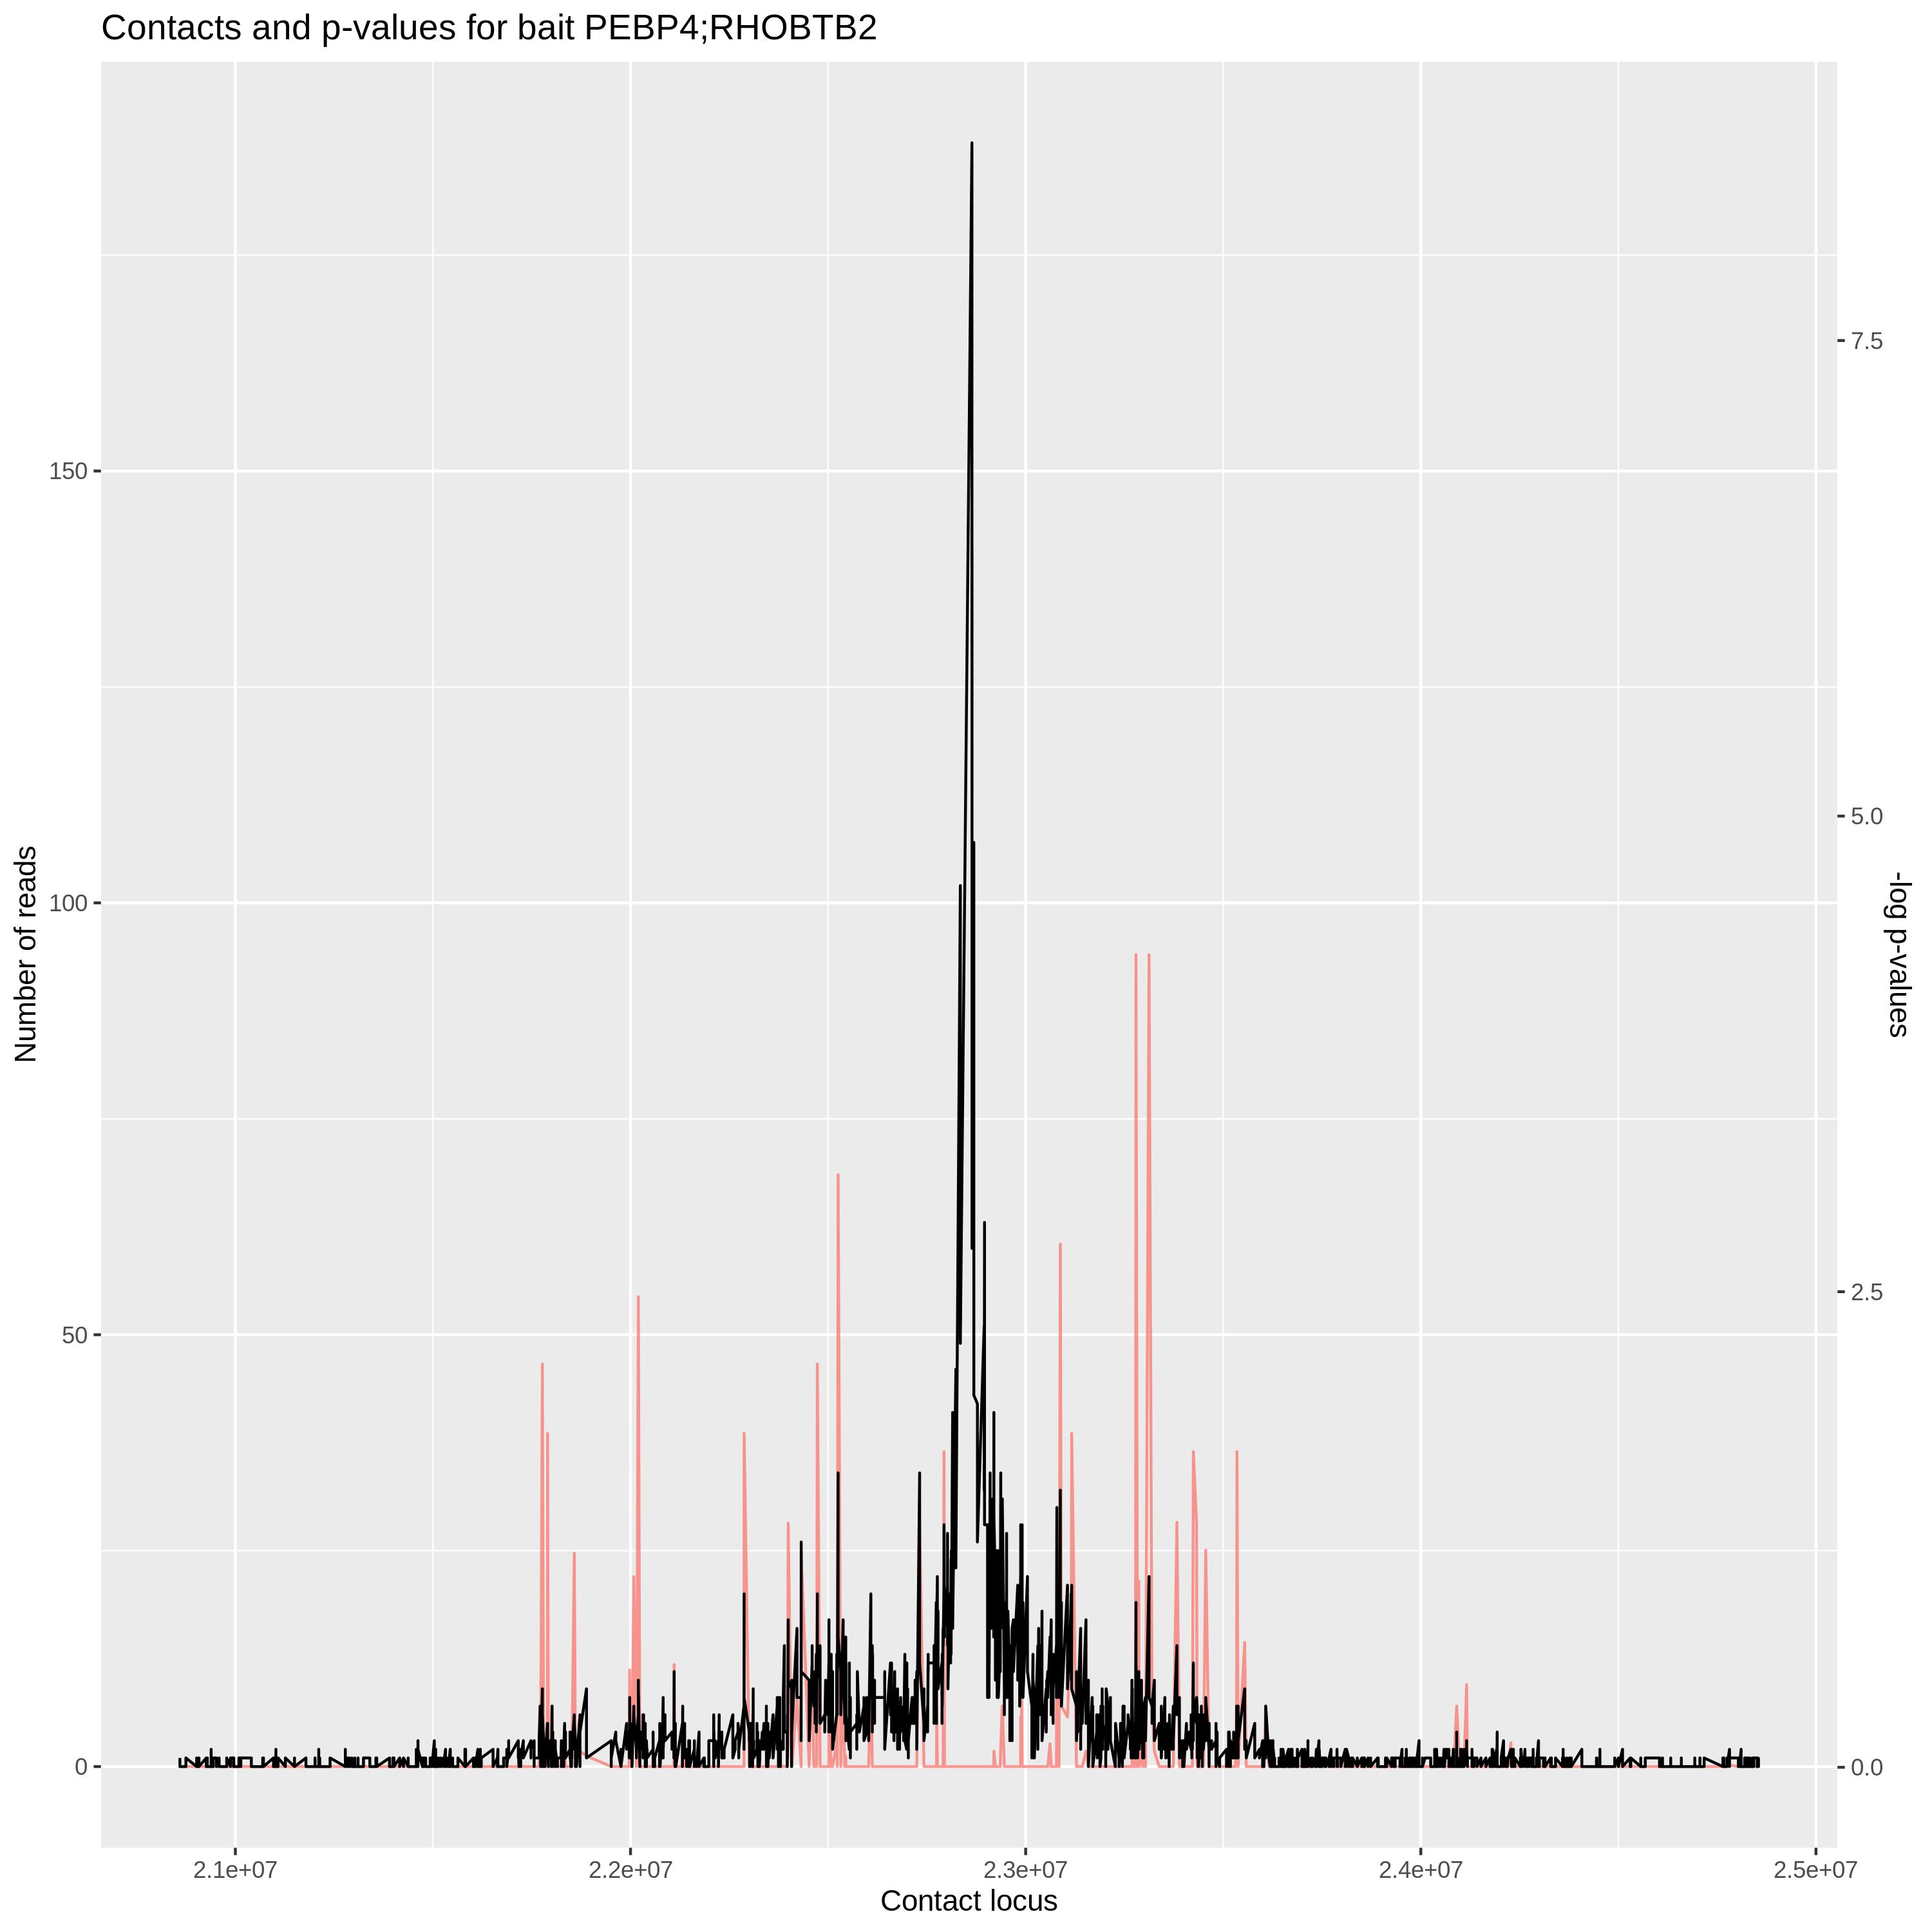 Contacts and p-values for bait PEBP4;RHOBTB2
Number of reads
150
100
50
0
7.5
5.0
2.5
0.0
-log p-values
2.1e+07
2.2e+07
2.3e+07
2.4e+07
2.5e+07
Contact locus